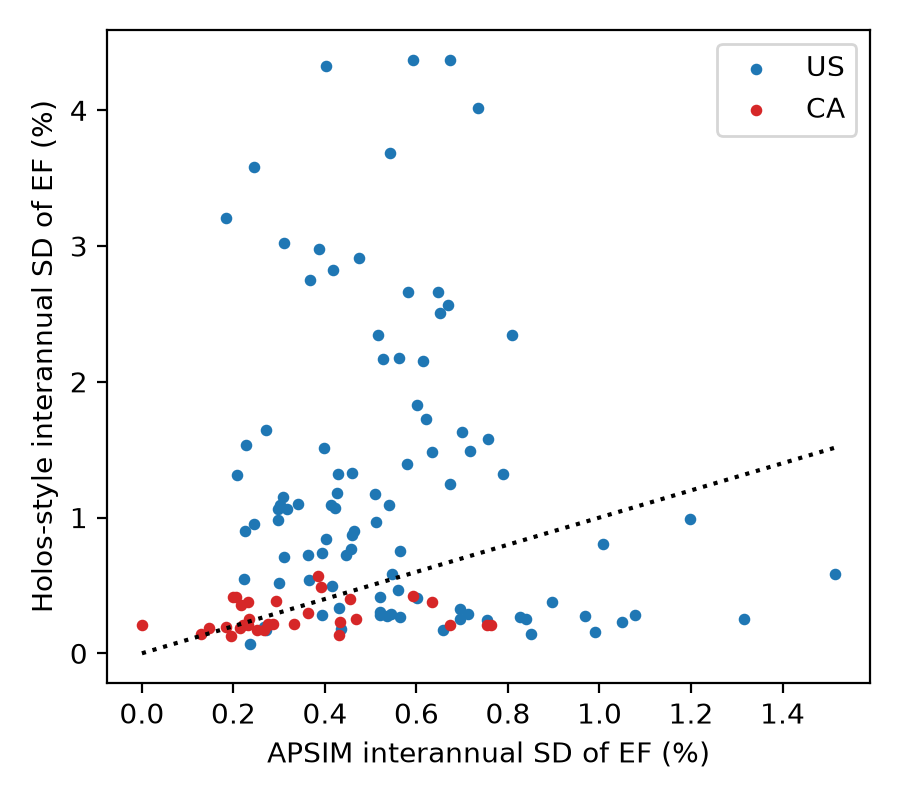 US
CA
Holos-style interannual SD of EF (%)
4
3
2
1
0
0.0 0.2 0.4 0.6 0.8 1.0 1.2 1.4
APSIM interannual SD of EF (%)